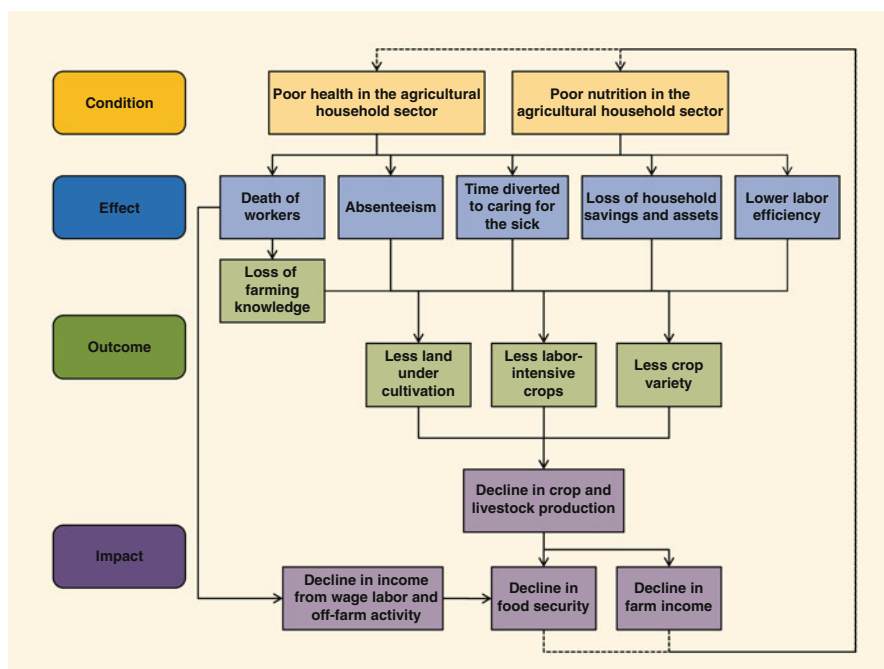 Condition
Poor health in the agricultural
household sector
Poor nutrition in the
agricultural household sector
Effect
Death of
workers
Absenteeism
Time diverted
to caring for
the sick
Loss of household
savings and assets
Lower labor
efficiency
Loss of
farming
knowledge
Outcome
Less land
under
cultivation
Less labor-
intensive
crops
Less crop
variety
Decline in crop and
livestock production
Impact
Decline in income
from wage labor and
off-farm activity
Decline in
food security
Decline in
farm income